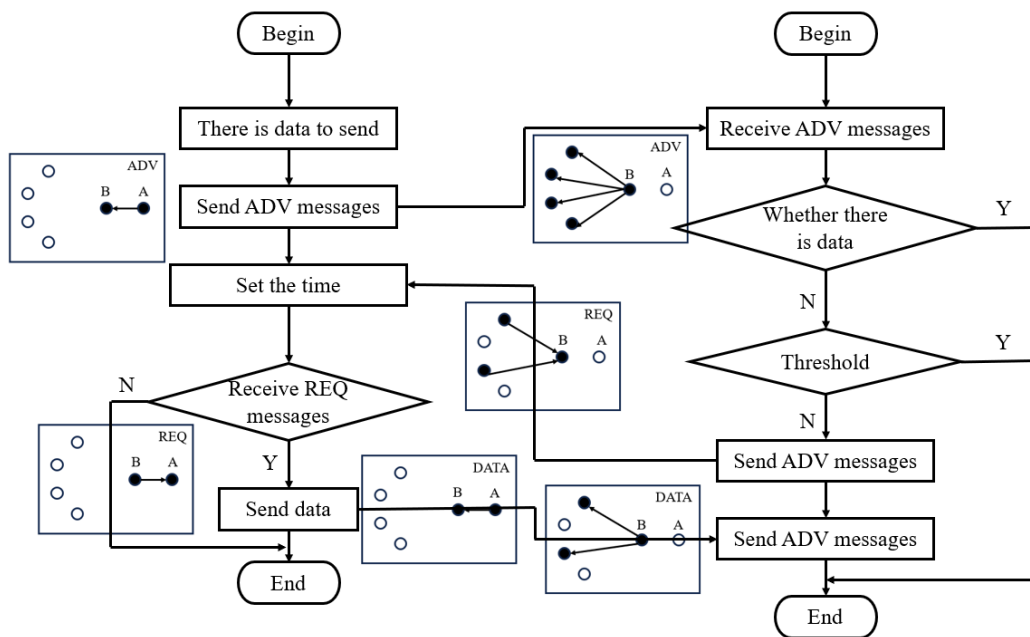 Begin
There is data to send
ADV
B
A
Send ADV messages
Set the time
N
Receive REQ
messages
REQ
B
A
Y
Send data
End
DATA
B
A
Begin
Receive ADV messages
ADV
B
A
Whether there
is data
Y
N
REQ
B
A
Threshold
Y
N
Send ADV messages
DATA
B
A
Send ADV messages
End